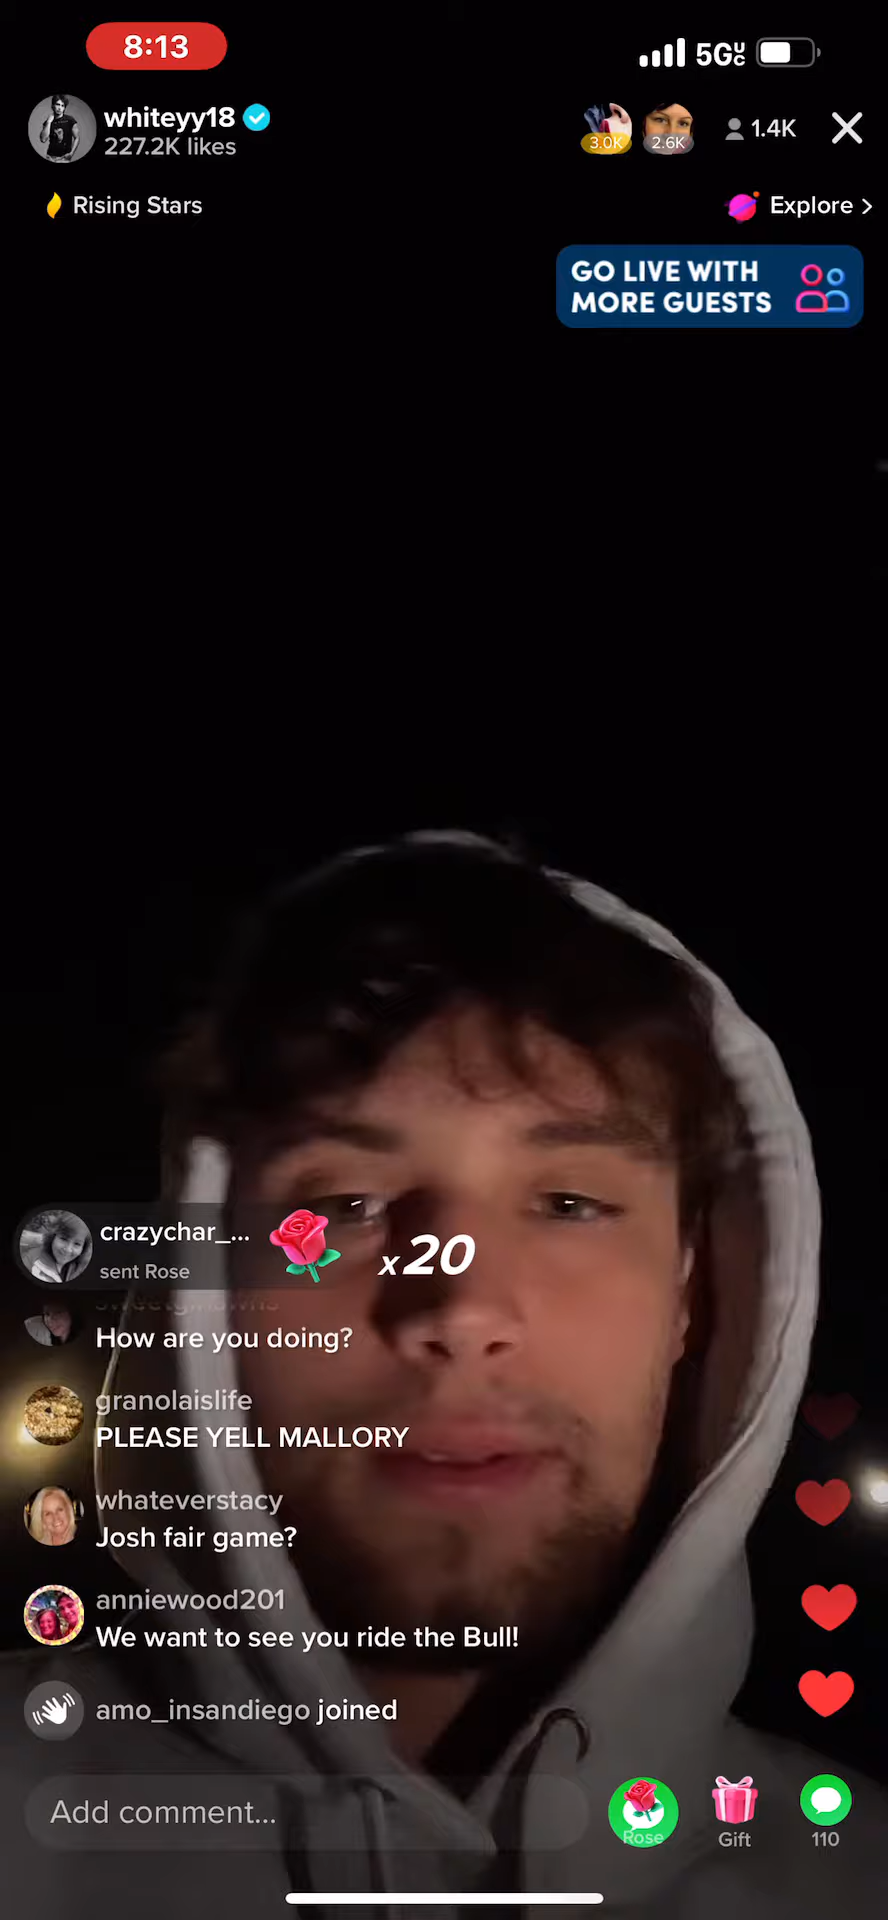 8:13
5GUC
whiteyy18
227.2K likes
3.0K
2.6K
1.4K
Rising Stars
Explore >
GO LIVE WITH
MORE GUESTS
crazychar_...
sent Rose
x20
How are you doing?
granolaislife
PLEASE YELL MALLORY
whateverstacy
Josh fair game?
anniewood201
We want to see you ride the Bull!
amo_insandiego joined
Add comment...
Rose
Gift
110